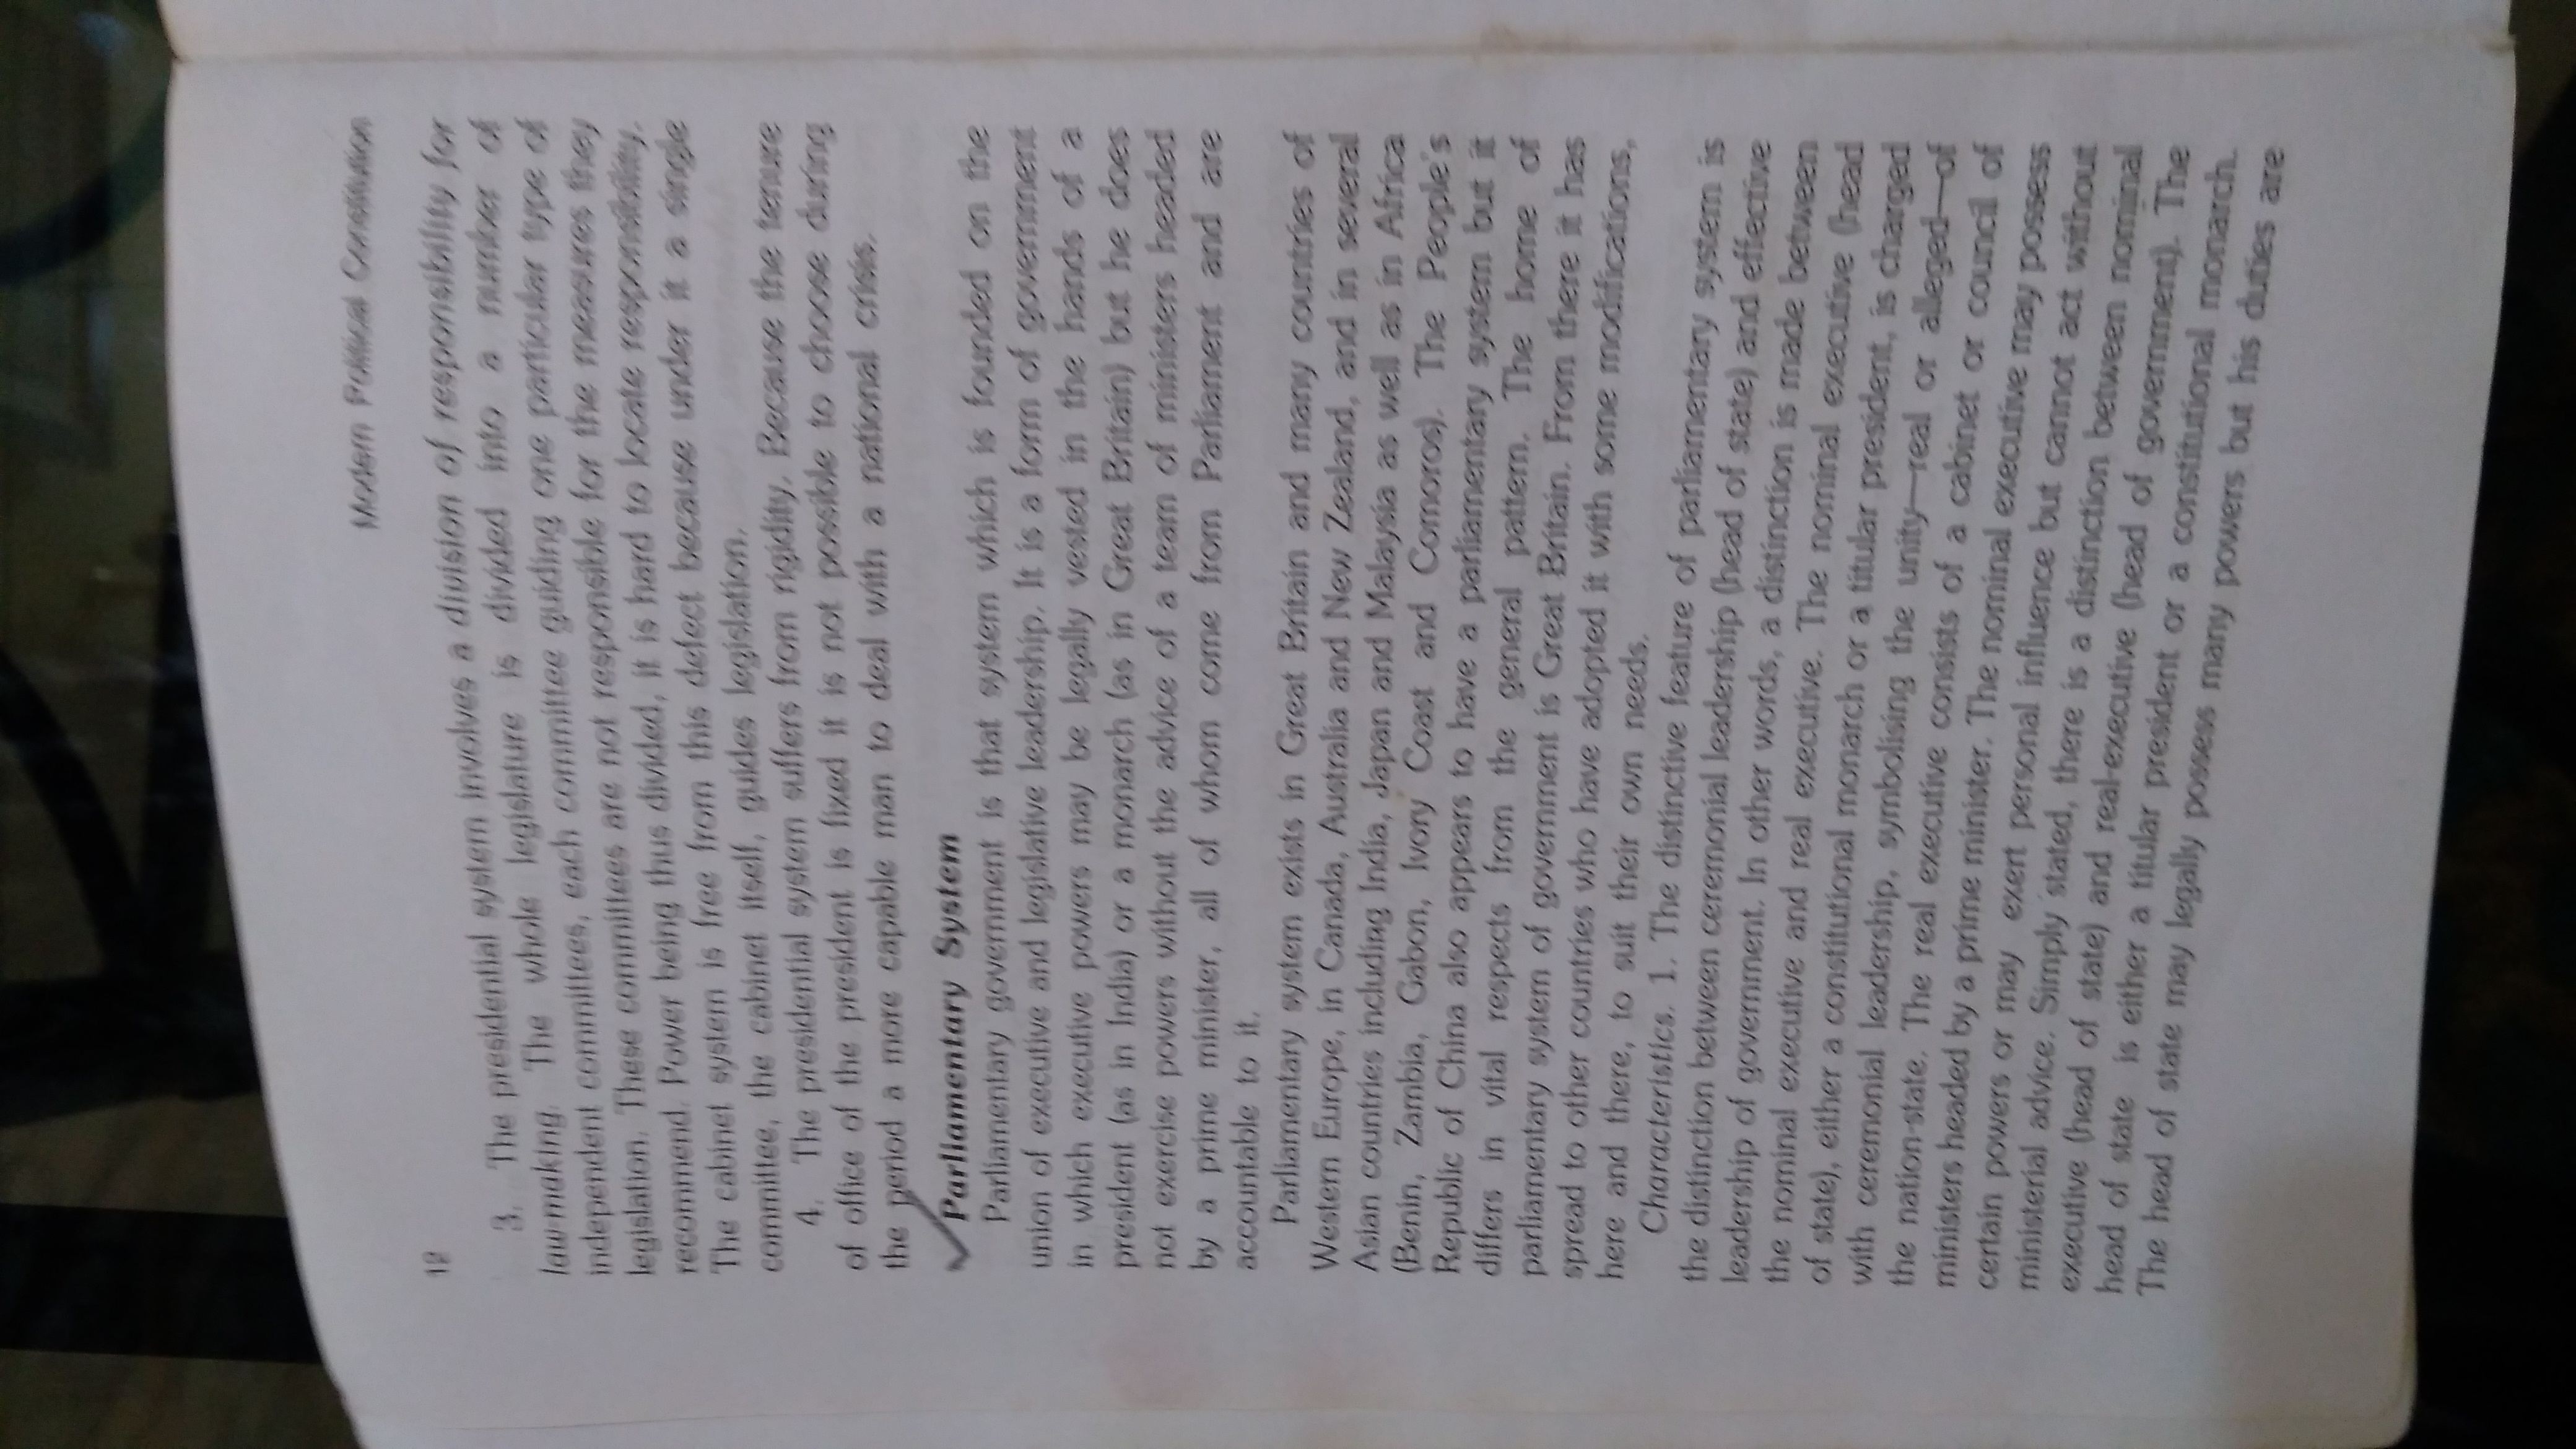 12
Modern Political Constitution
3. The presidential system involves a division of responsibility for
lawmaking. The whole legislature is divided into a number of
independent committees, each committee guiding one particular type of
legislation. These committees are not responsible for the measures they
recommend. Power being thus divided, it is hard to locate responsibility.
The cabinet system is free from this defect because under it a single
committee, the cabinet itself, guides legislation.
4. The presidential system suffers from rigidity. Because the tenure
of office of the president is fixed it is not possible to choose during
the period a more capable man to deal with a national crisis.
Parliamentary System
Parliamentary government is that system which is founded on the
union of executive and legislative leadership. It is a form of government
in which executive powers may be legally vested in the hands of a
president (as in India) or a monarch (as in Great Britain) but he does
not exercise powers without the advice of a team of ministers headed
by a prime minister, all of whom come from Parliament and are
accountable to it.
Parliamentary system exists in Great Britain and many countries of
Western Europe, in Canada, Australia and New Zealand, and in several
Asian countries including India, Japan and Malaysia as well as in Africa
(Benin, Zambia, Gabon, Ivory Coast and Comoros). The People's
Republic of China also appears to have a parliamentary system but it
differs in vital respects from the general pattern. The home of
parliamentary system of government is Great Britain. From there it has
spread to other countries who have adopted it with some modifications,
here and there, to suit their own needs.
Characteristics. 1. The distinctive feature of parliamentary system is
the distinction between ceremonial leadership (head of state) and effective
leadership of government. In other words, a distinction is made between
the nominal executive and real executive. The nominal executive (head
of state), either a constitutional monarch or a titular president, is charged
with ceremonial leadership, symbolising the unity—real or alleged—of
the nation-state. The real executive consists of a cabinet or council of
ministers headed by a prime minister. The nominal executive may possess
certain powers or may exert personal influence but cannot act without
ministerial advice. Simply stated, there is a distinction between nominal
executive (head of state) and real-executive (head of government). The
head of state is either a titular president or a constitutional monarch.
The head of state may legally possess many powers but his duties are